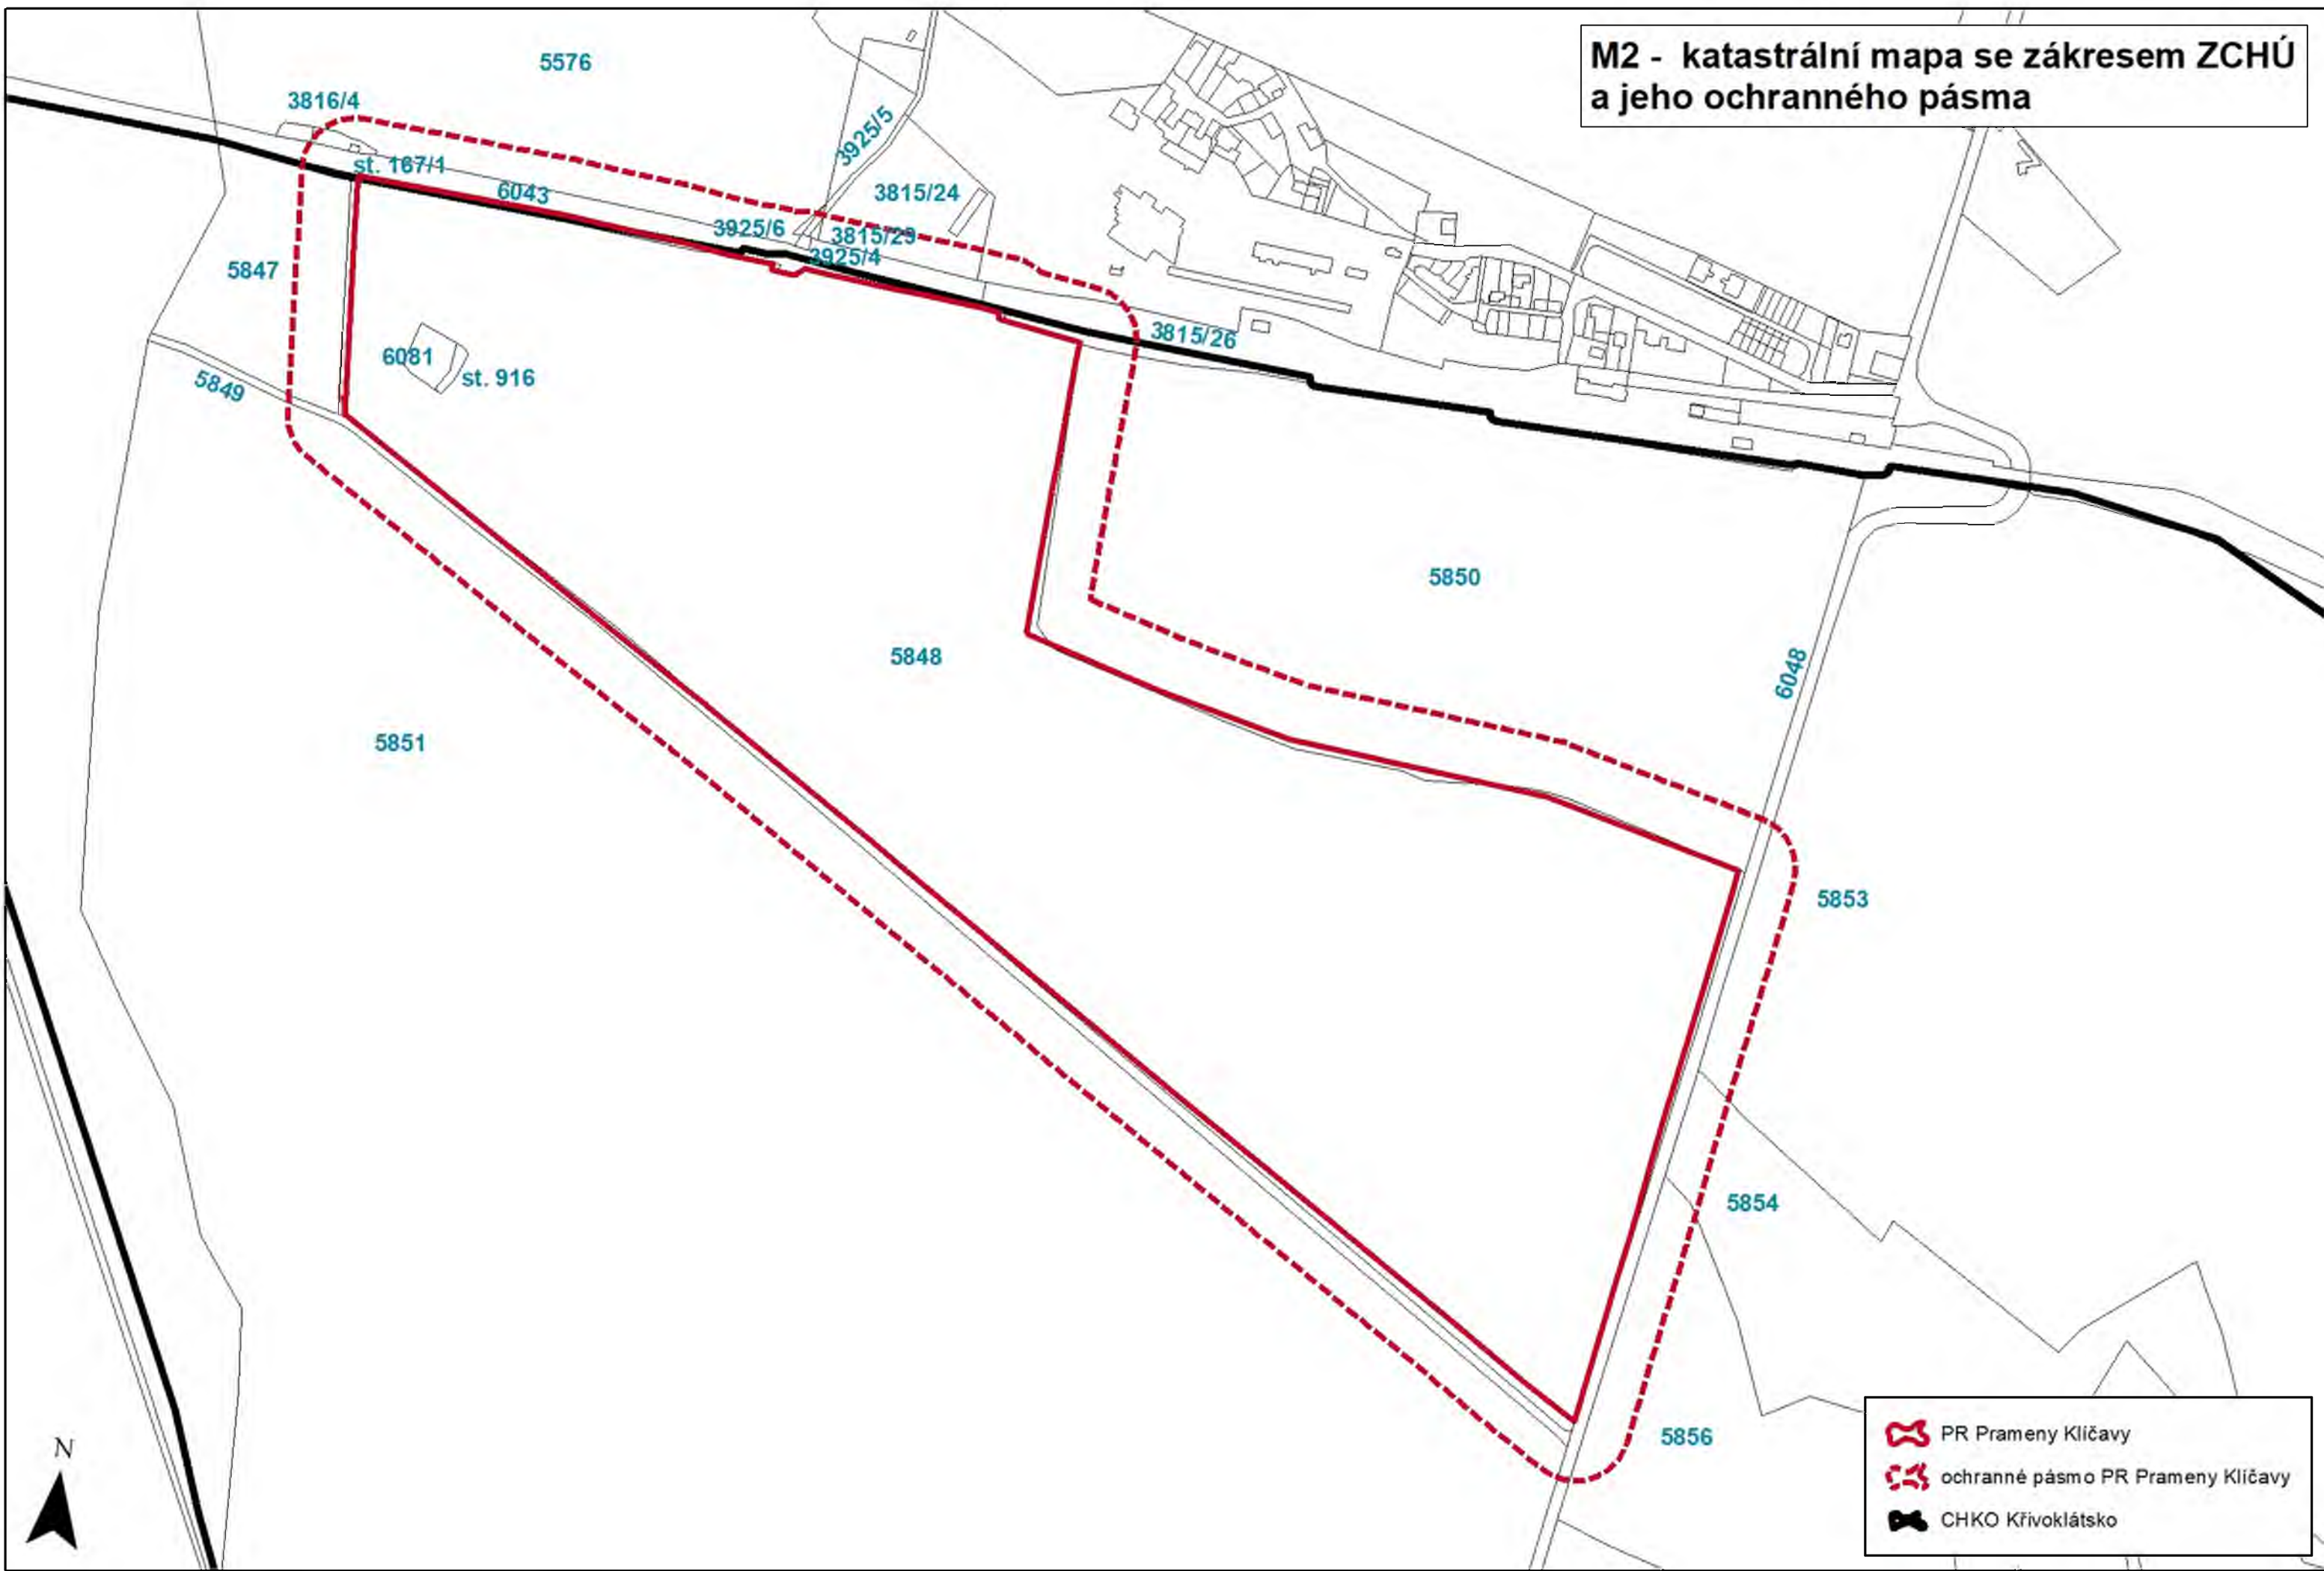 M2 - katastrální mapa se zákresem ZCHÚ
a jeho ochranného pásma
5576
3816/4
3925/5
st. 167/1
6043
3815/24
3925/6
3815/29
3925/4
5847
3815/26
6081
st. 916
5849
5850
5848
6048
5851
5853
5854
5856
N
PR Prameny Klíčavy
ochranné pásmo PR Prameny Klíčavy
CHKO Křivoklátsko